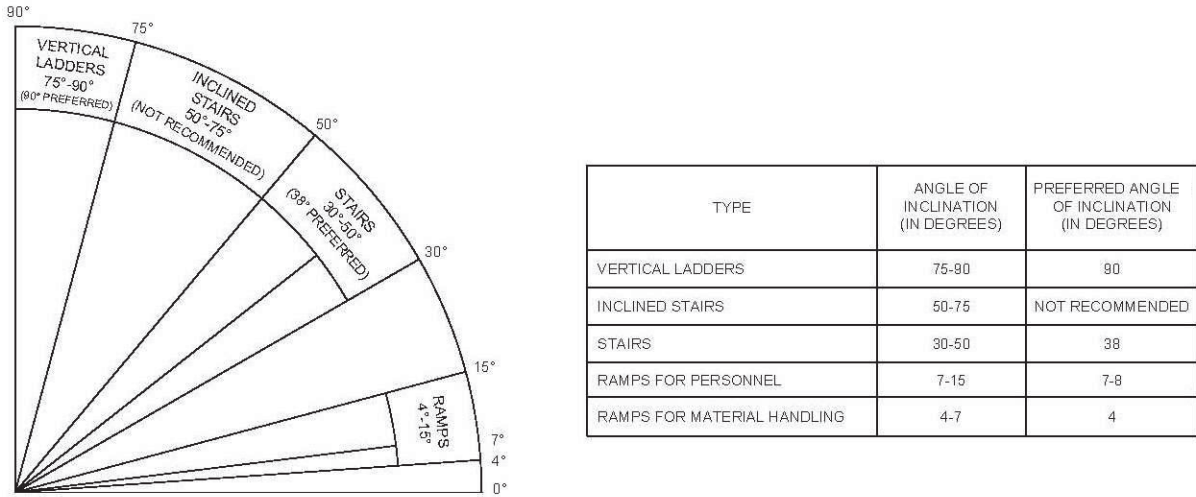 90°
75°
VERTICAL
LADDERS
75°-90°
(90° PREFERRED)
INCLINED
STAIRS
50°-75°
(NOT RECOMMENDED)
50°
STAIRS
30°-50°
(38° PREFERRED)
30°
15°
RAMPS
4°-15°
7°
4°
0°
TYPE
ANGLE OF
INCLINATION
(IN DEGREES)
PREFERRED ANGLE
OF INCLINATION
(IN DEGREES)
VERTICAL LADDERS 75-90 90
INCLINED STAIRS 50-75 NOT RECOMMENDED
STAIRS 30-50 38
RAMPS FOR PERSONNEL 7-15 7-8
RAMPS FOR MATERIAL HANDLING 4-7 4